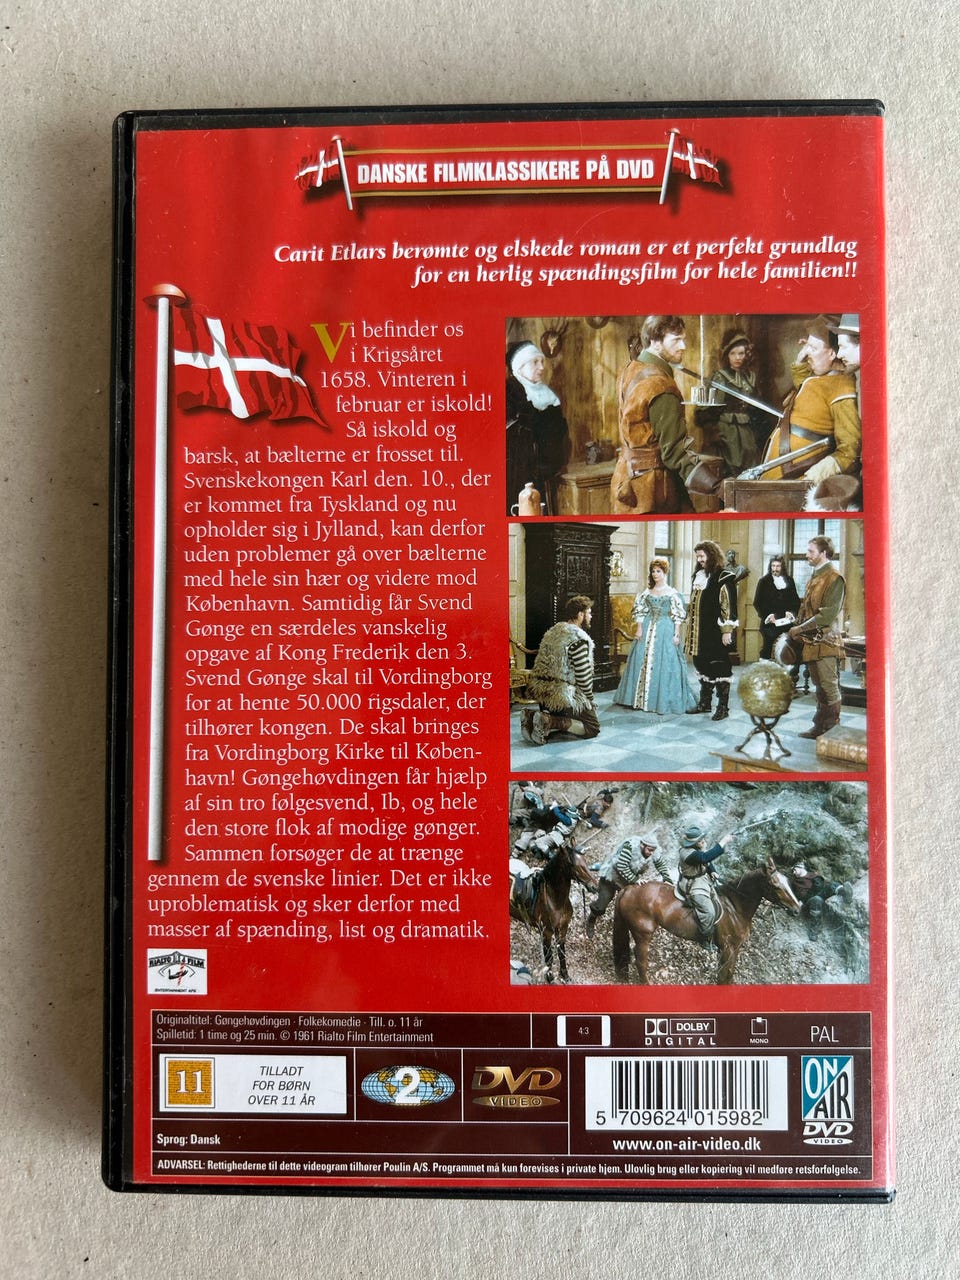 DANSKE FILMKLASSIKERE PÅ DVD
Carit Etlars berømte og elskede roman er et perfekt grundlag
for en herlig spændingsfilm for hele familien!!
Vi befinder os
i Krigsåret
1658. Vinteren i
februar er iskold!
Så iskold og
barsk, at bælterne er frosset til.
Svenskekongen Karl den. 10., der
er kommet fra Tyskland og nu
opholder sig i Jylland, kan derfor
uden problemer gå over bælterne
med hele sin hær og videre mod
København. Samtidig får Svend
Gønge en særdeles vanskelig
opgave af Kong Frederik den 3.
Svend Gønge skal til Vordingborg
for at hente 50.000 rigsdaler, der
tilhører kongen. De skal bringes
fra Vordingborg Kirke til Køben-
havn! Gøngehøvdingen får hjælp
af sin tro følgesvend, Ib, og hele
den store flok af modige gønger.
Sammen forsøger de at trænge
gennem de svenske linier. Det er ikke
uproblematisk og sker derfor med
masser af spænding, list og dramatik.
RIALTO FILM
ENTERTAINMENT APS
Originaltitel: Gøngehøvdingen · Folkekomedie · Till. o. 11 år
Spilletid: 1 time og 25 min. © 1961 Rialto Film Entertainment
4:3
DOLBY
DIGITAL
MONO
PAL
11
TILLADT
FOR BØRN
OVER 11 ÅR
2
DVD
VIDEO
5 709624 015982
www.on-air-video.dk
ON
AIR
DVD
VIDEO
Sprog: Dansk
ADVARSEL: Rettighederne til dette videogram tilhører Poulin A/S. Programmet må kun forevises i private hjem. Ulovlig brug eller kopiering vil medføre retsforfølgelse.